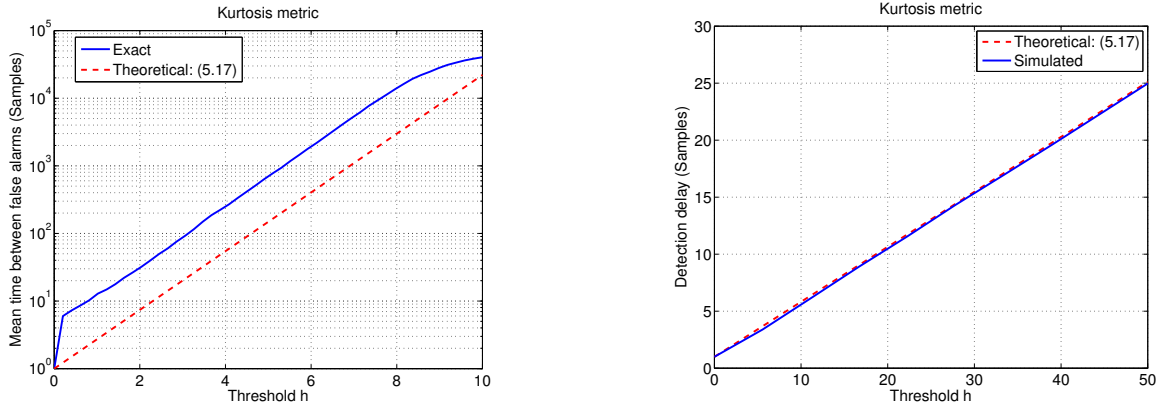 Kurtosis metric
Mean time between false alarms (Samples)
10^5
10^4
10^3
10^2
10^1
10^0
Exact
Theoretical: (5.17)
0 2 4 6 8 10
Threshold h
Kurtosis metric
Detection delay (Samples)
30
25
20
15
10
5
0
Theoretical: (5.17)
Simulated
0 10 20 30 40 50
Threshold h